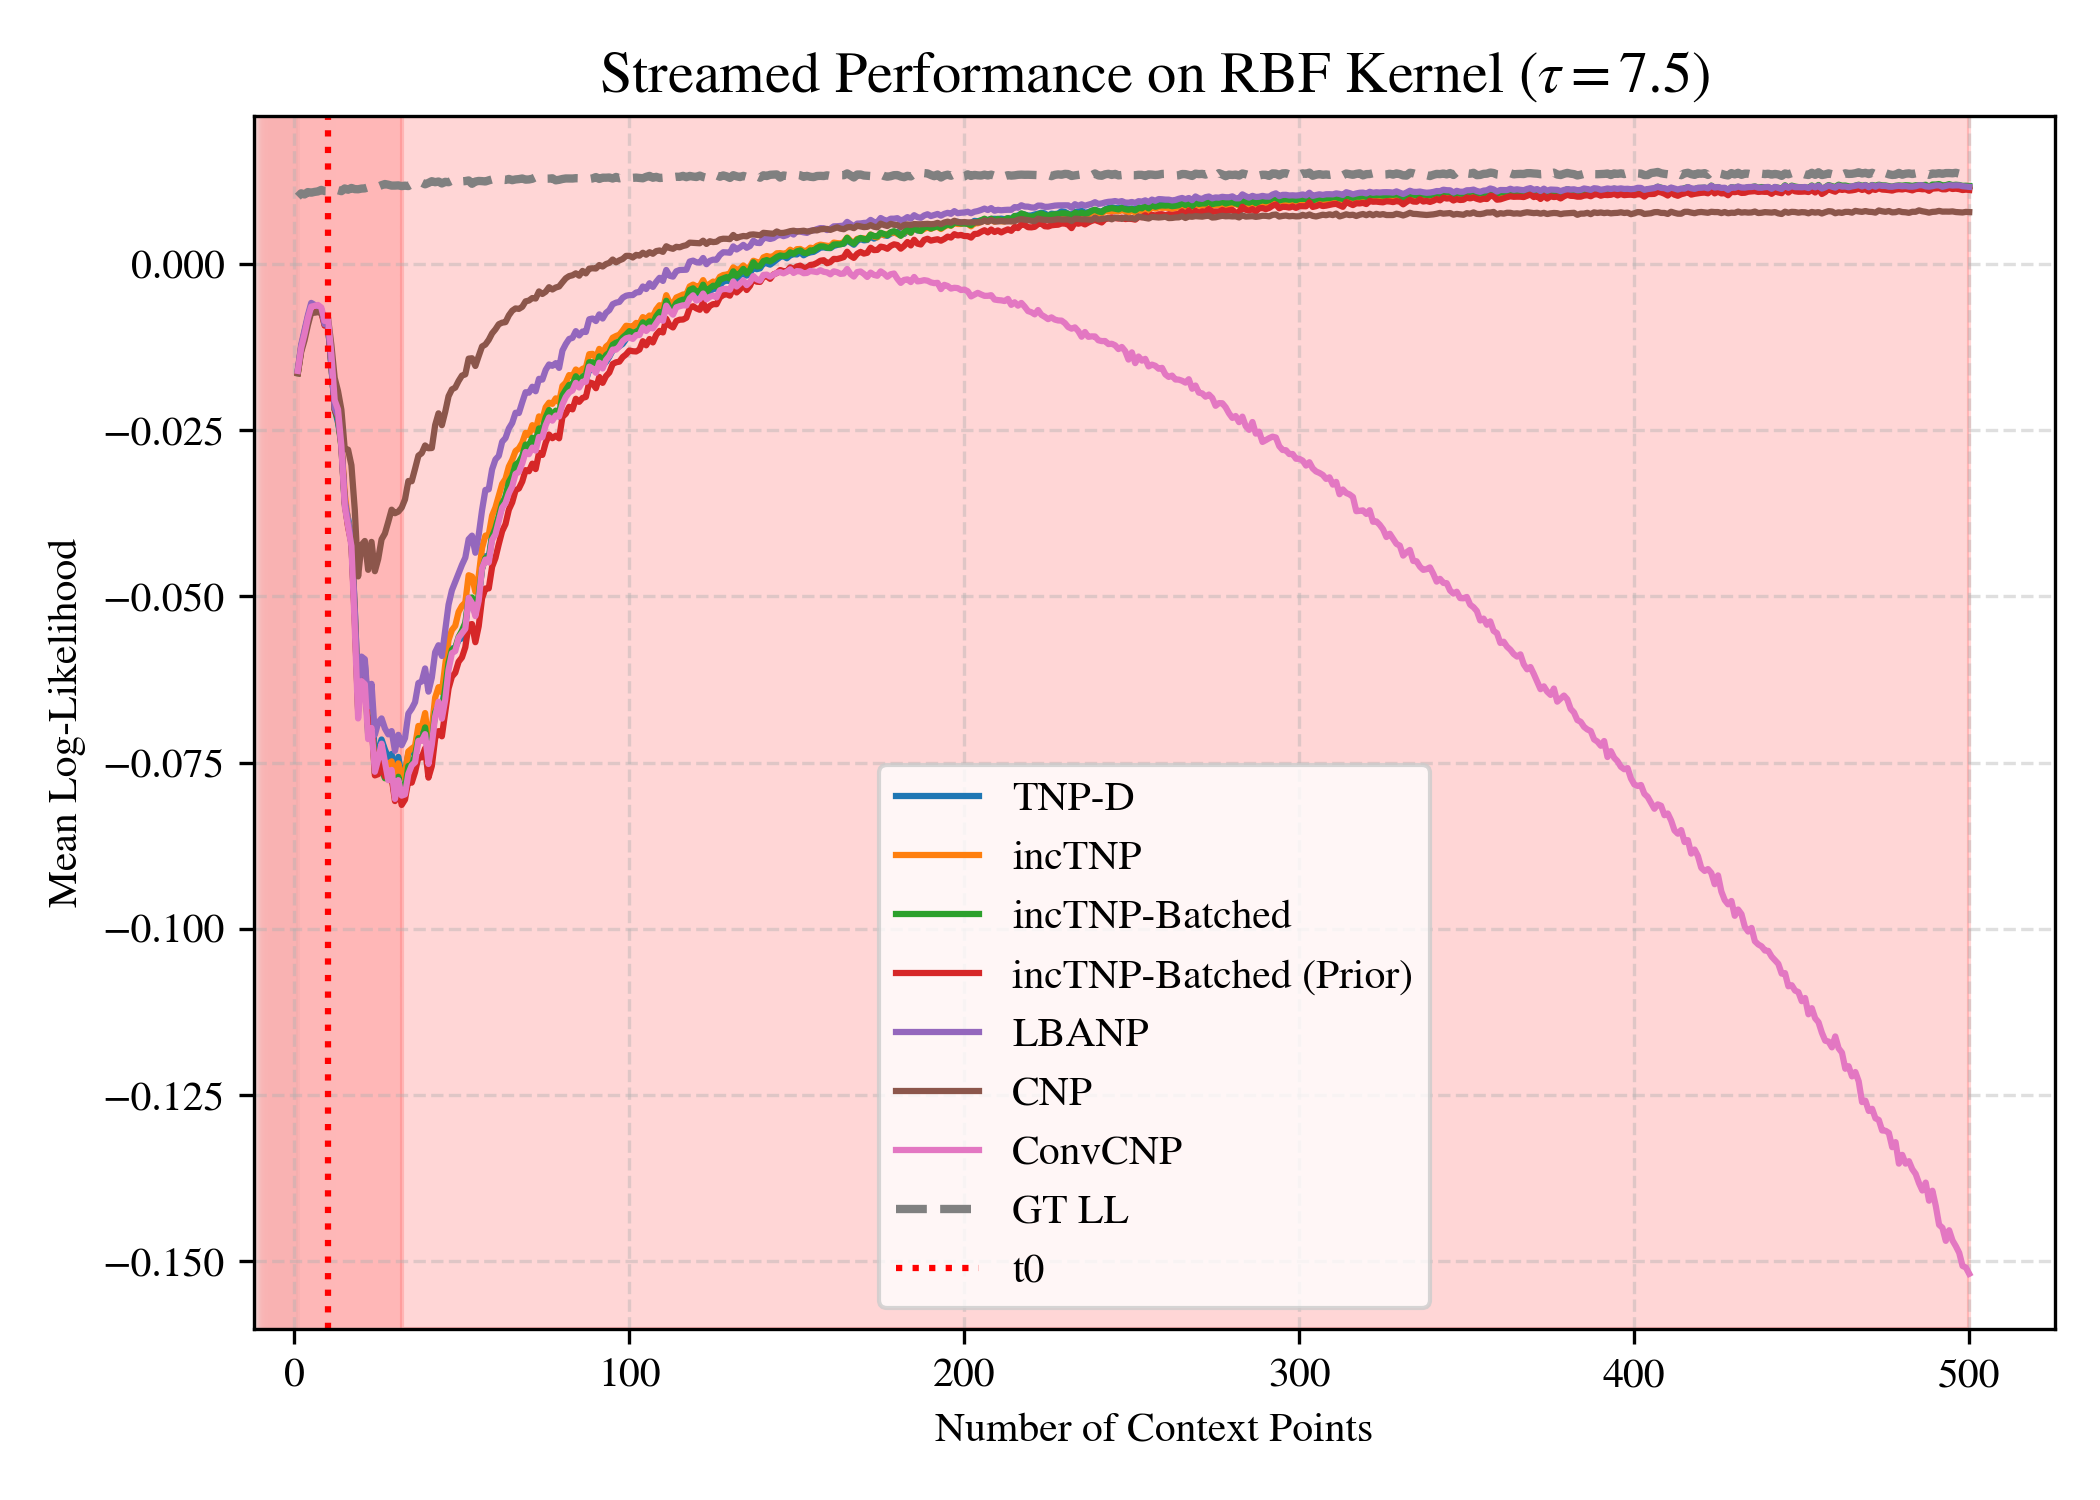 Streamed Performance on RBF Kernel (τ = 7.5)
Mean Log-Likelihood
0.000
−0.025
−0.050
−0.075
−0.100
−0.125
−0.150
TNP-D
incTNP
incTNP-Batched
incTNP-Batched (Prior)
LBANP
CNP
ConvCNP
GT LL
t0
0 100 200 300 400 500
Number of Context Points